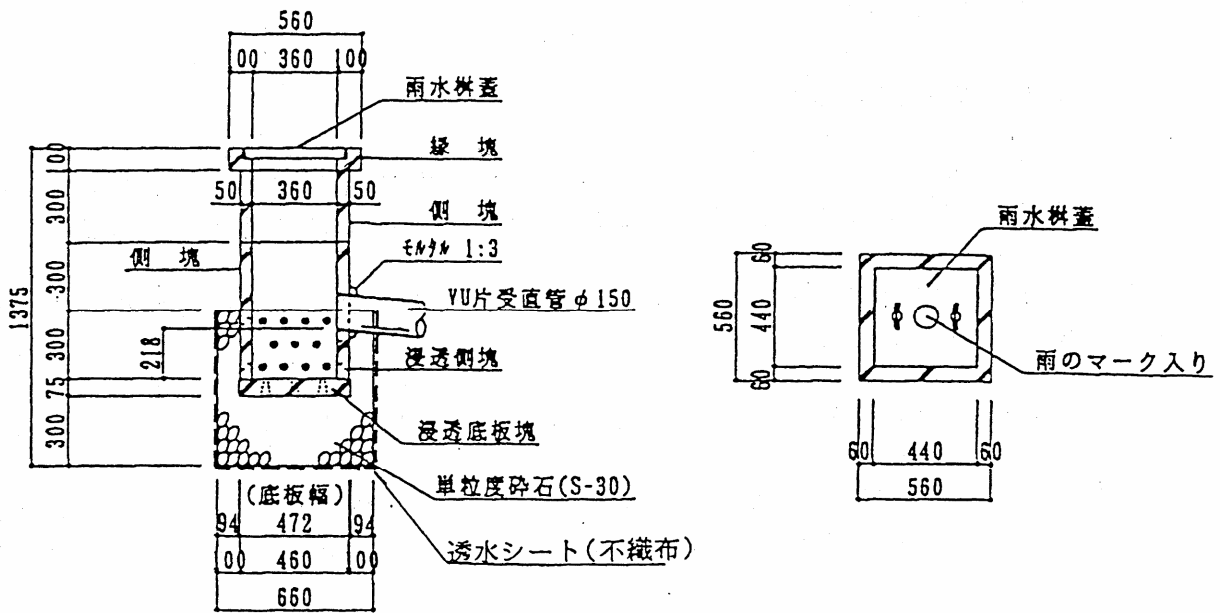 560
00 360 100
雨水桝蓋
縁 塊
50 360 50
側 塊
側 塊
モルタル 1:3
VU片受直管φ150
浸透側塊
浸透底板塊
単粒度砕石(S-30)
透水シート(不織布)
(底板幅)
94 472 94
00 460 00
660
1375
100
300
300
300
75
300
218
雨水桝蓋
雨のマーク入り
560
60
440
60
60 440 60
560